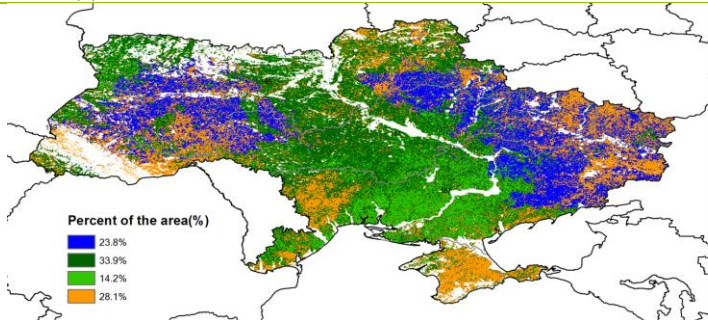 Percent of the area(%)
23.8%
33.9%
14.2%
28.1%